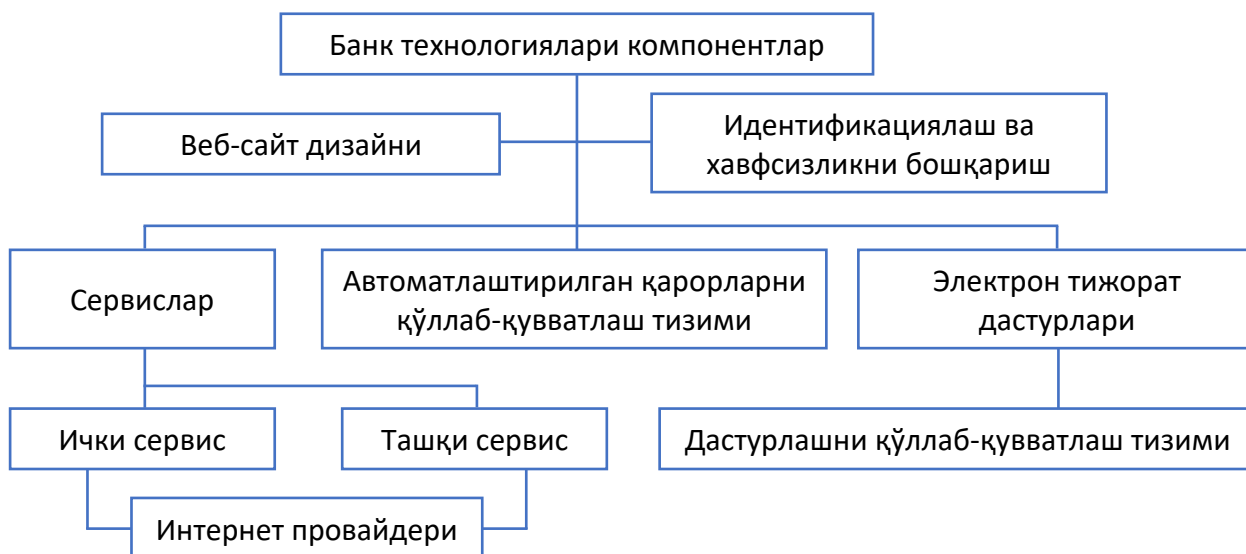 Банк технологиялари компонентлар
Веб-сайт дизайни
Идентификациялаш ва
хавфсизликни бошқариш
Сервислар
Автоматлаштирилган қарорларни
қўллаб-қувватлаш тизими
Электрон тижорат
дастурлари
Ички сервис
Ташқи сервис
Дастурлашни қўллаб-қувватлаш тизими
Интернет провайдери